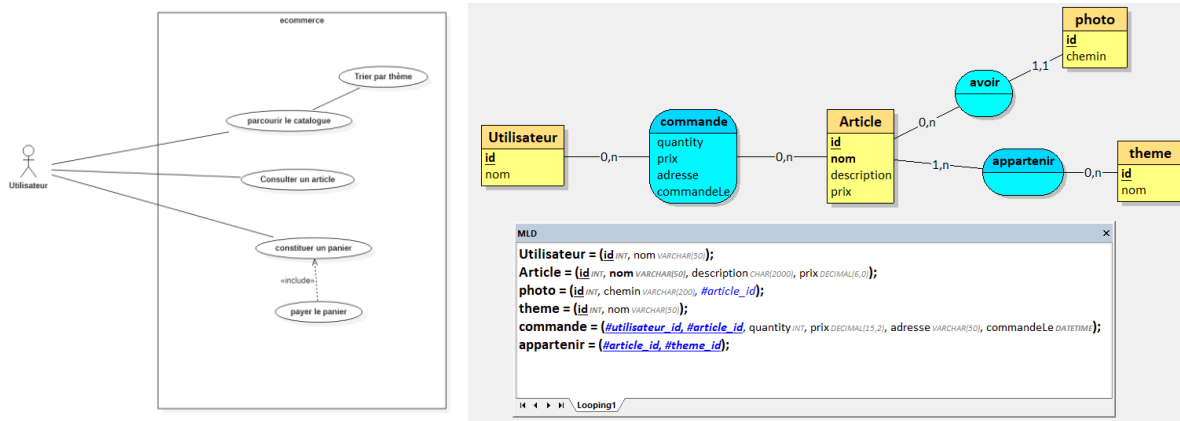 ecommerce
Trier par thème
parcourir le catalogue
Utilisateur
Consulter un article
constituer un panier
«include»
payer le panier
photo
id
chemin
1,1
avoir
0,n
Utilisateur
id
nom
0,n
commande
quantity
prix
adresse
commandeLe
0,n
Article
id
nom
description
prix
1,n
appartenir
0,n
theme
id
nom
MLD
Utilisateur = (id INT, nom VARCHAR(50));
Article = (id INT, nom VARCHAR(50), description CHAR(2000), prix DECIMAL(6,0));
photo = (id INT, chemin VARCHAR(200), #article_id);
theme = (id INT, nom VARCHAR(50));
commande = (#utilisateur_id, #article_id, quantity INT, prix DECIMAL(15,2), adresse VARCHAR(50), commandeLe DATETIME);
appartenir = (#article_id, #theme_id);
Looping1